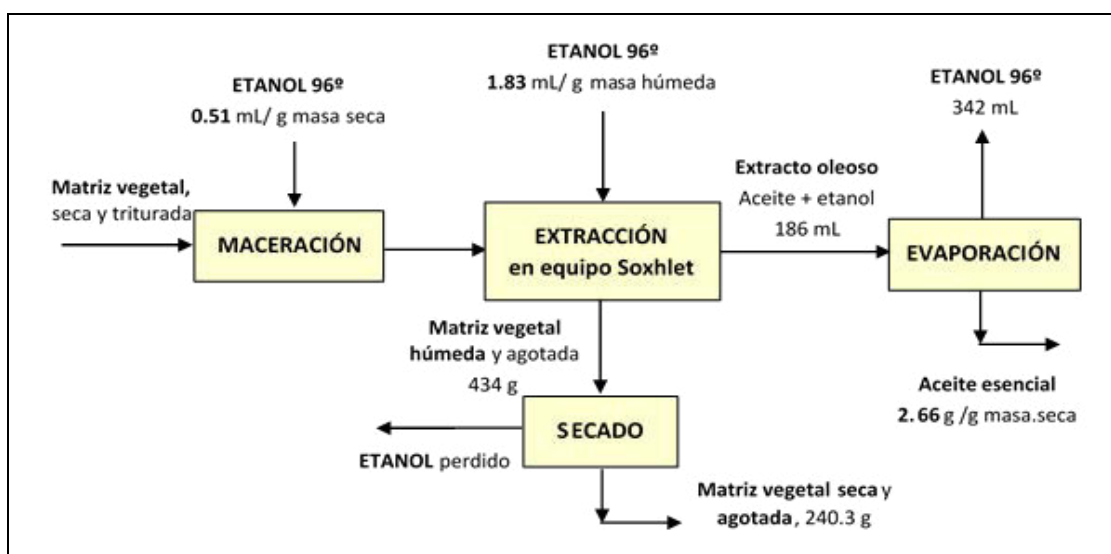 ETANOL 96º
0.51 mL/ g masa seca
ETANOL 96º
1.83 mL/ g masa húmeda
ETANOL 96º
342 mL
Matriz vegetal,
seca y triturada
MACERACIÓN
EXTRACCIÓN
en equipo Soxhlet
Extracto oleoso
Aceite + etanol
186 mL
EVAPORACIÓN
Matriz vegetal
húmeda y agotada
434 g
Aceite esencial
2.66 g /g masa.seca
SECADO
ETANOL perdido
Matriz vegetal seca y
agotada, 240.3 g